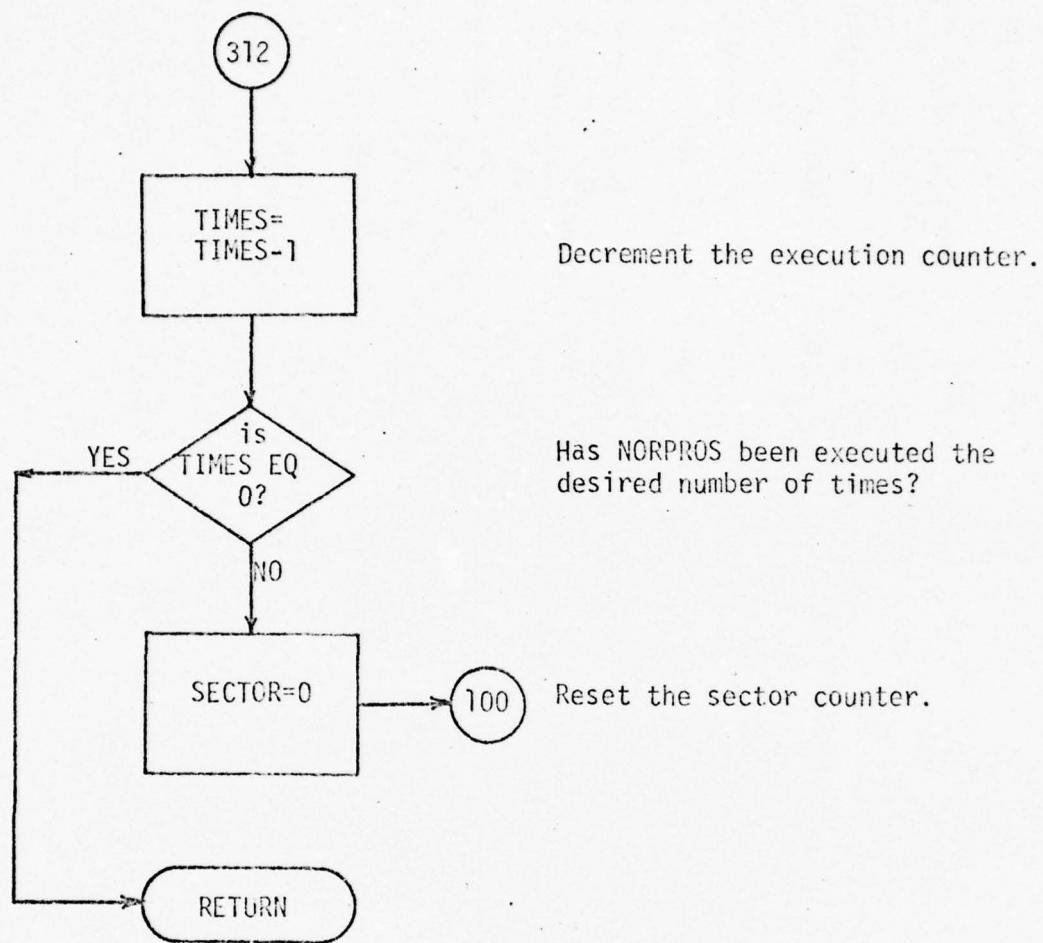 312
TIMES=
TIMES-1
Decrement the execution counter.
is
TIMES EQ
0?
YES
Has NORPROS been executed the
desired number of times?
NO
SECTOR=0
100
Reset the sector counter.
RETURN